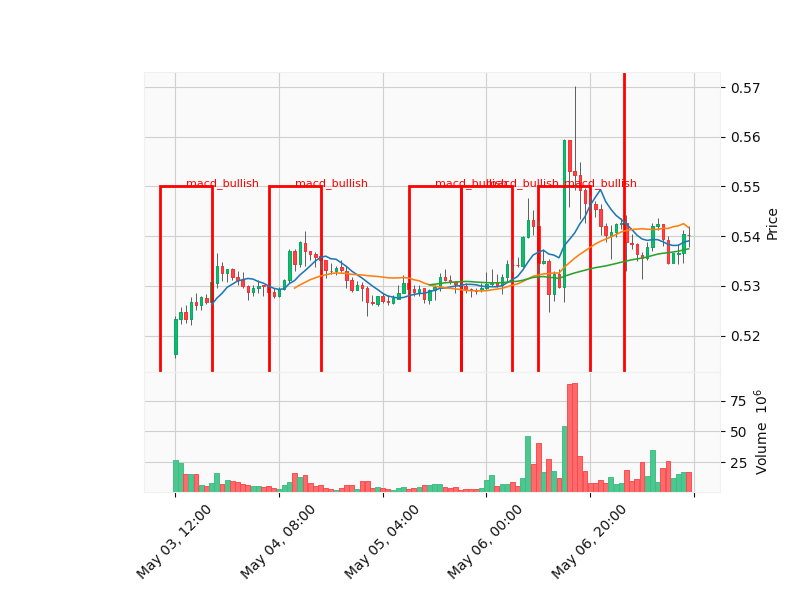 0.57
0.56
0.55
0.54
0.53
0.52
Price
macd_bullish
macd_bullish
macd_bullish
macd_bullish
macd_bullish
75
50
25
Volume 10^6
May 03, 12:00
May 04, 08:00
May 05, 04:00
May 06, 00:00
May 06, 20:00